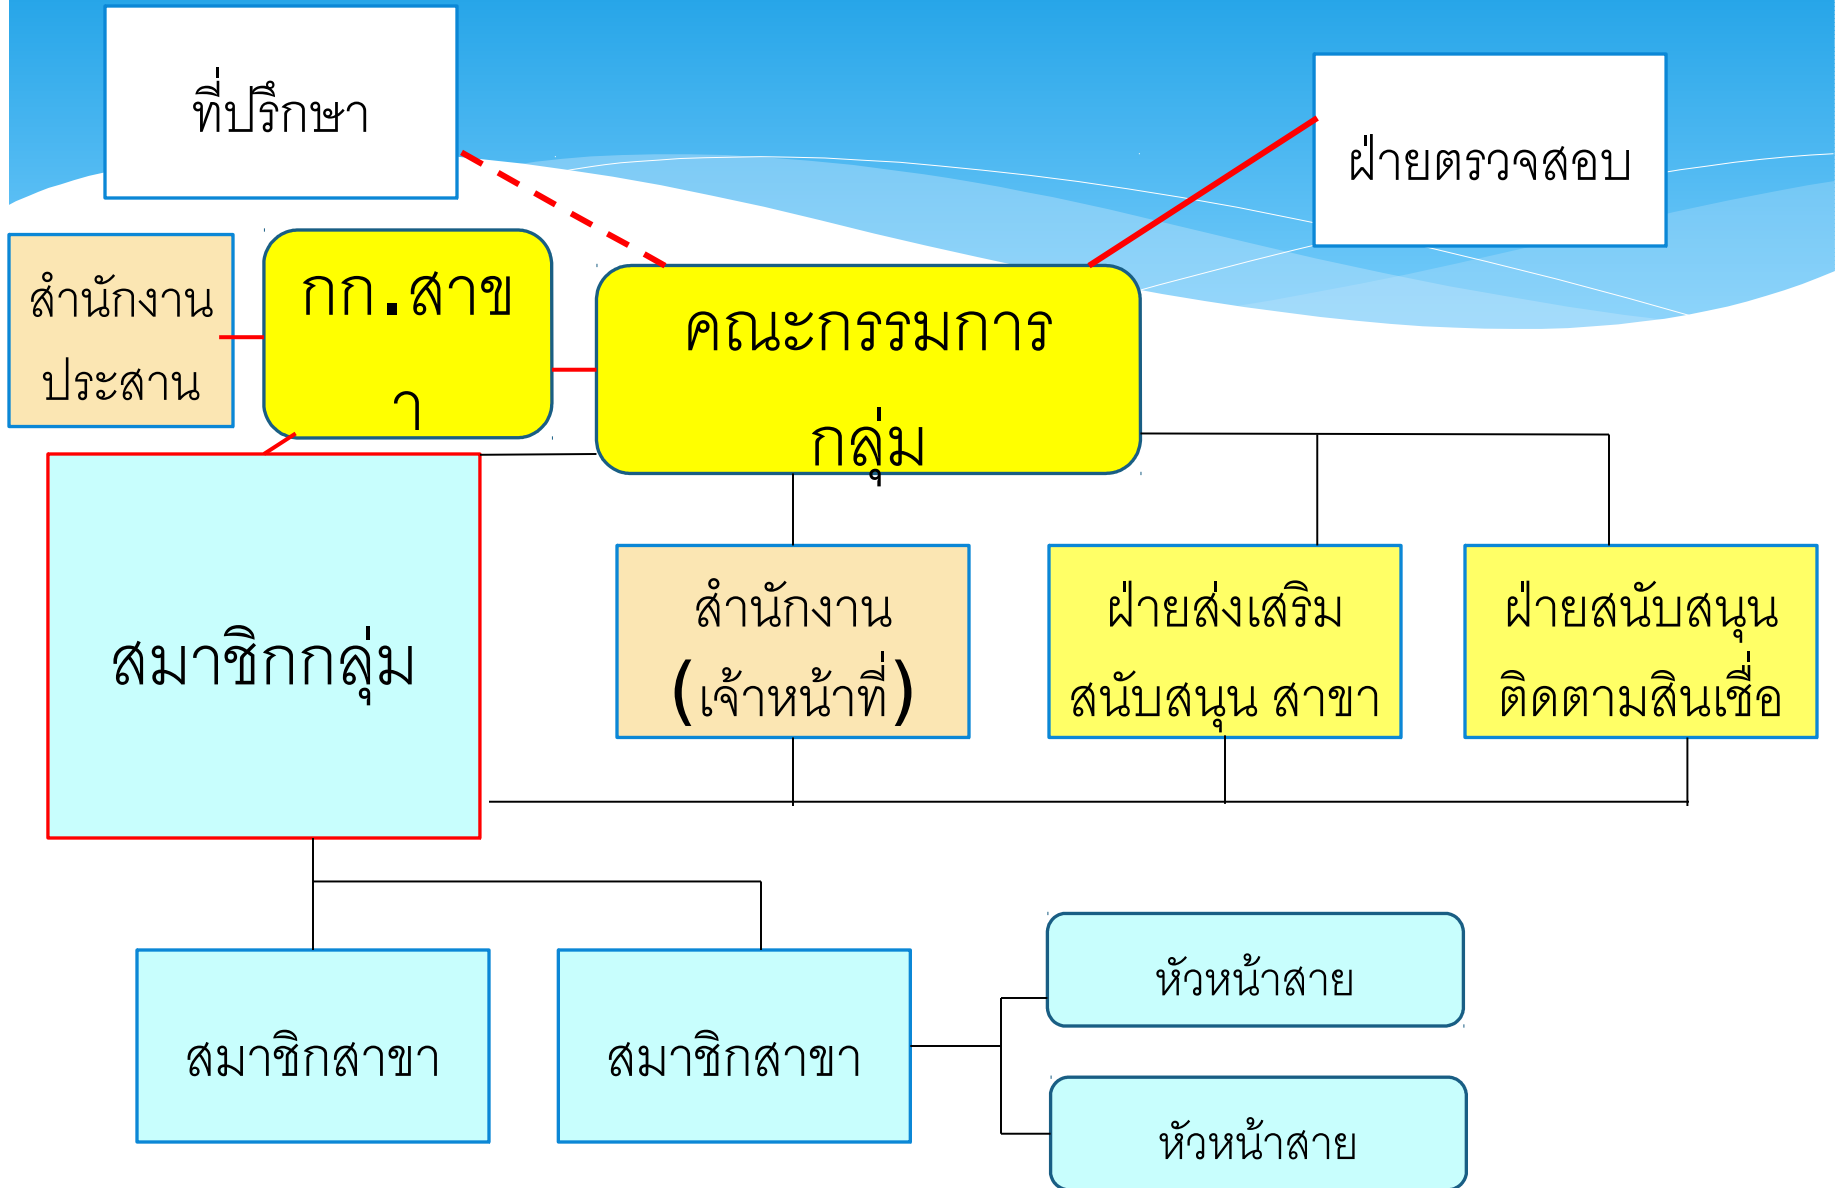 ที่ปรึกษา
ฝ่ายตรวจสอบ
สำนักงาน
ประสาน
กก.สาข
า
คณะกรรมการ
กลุ่ม
สมาชิกกลุ่ม
สำนักงาน
(เจ้าหน้าที่)
ฝ่ายส่งเสริม
สนับสนุน สาขา
ฝ่ายสนับสนุน
ติดตามสินเชื่อ
สมาชิกสาขา
สมาชิกสาขา
หัวหน้าสาย
หัวหน้าสาย